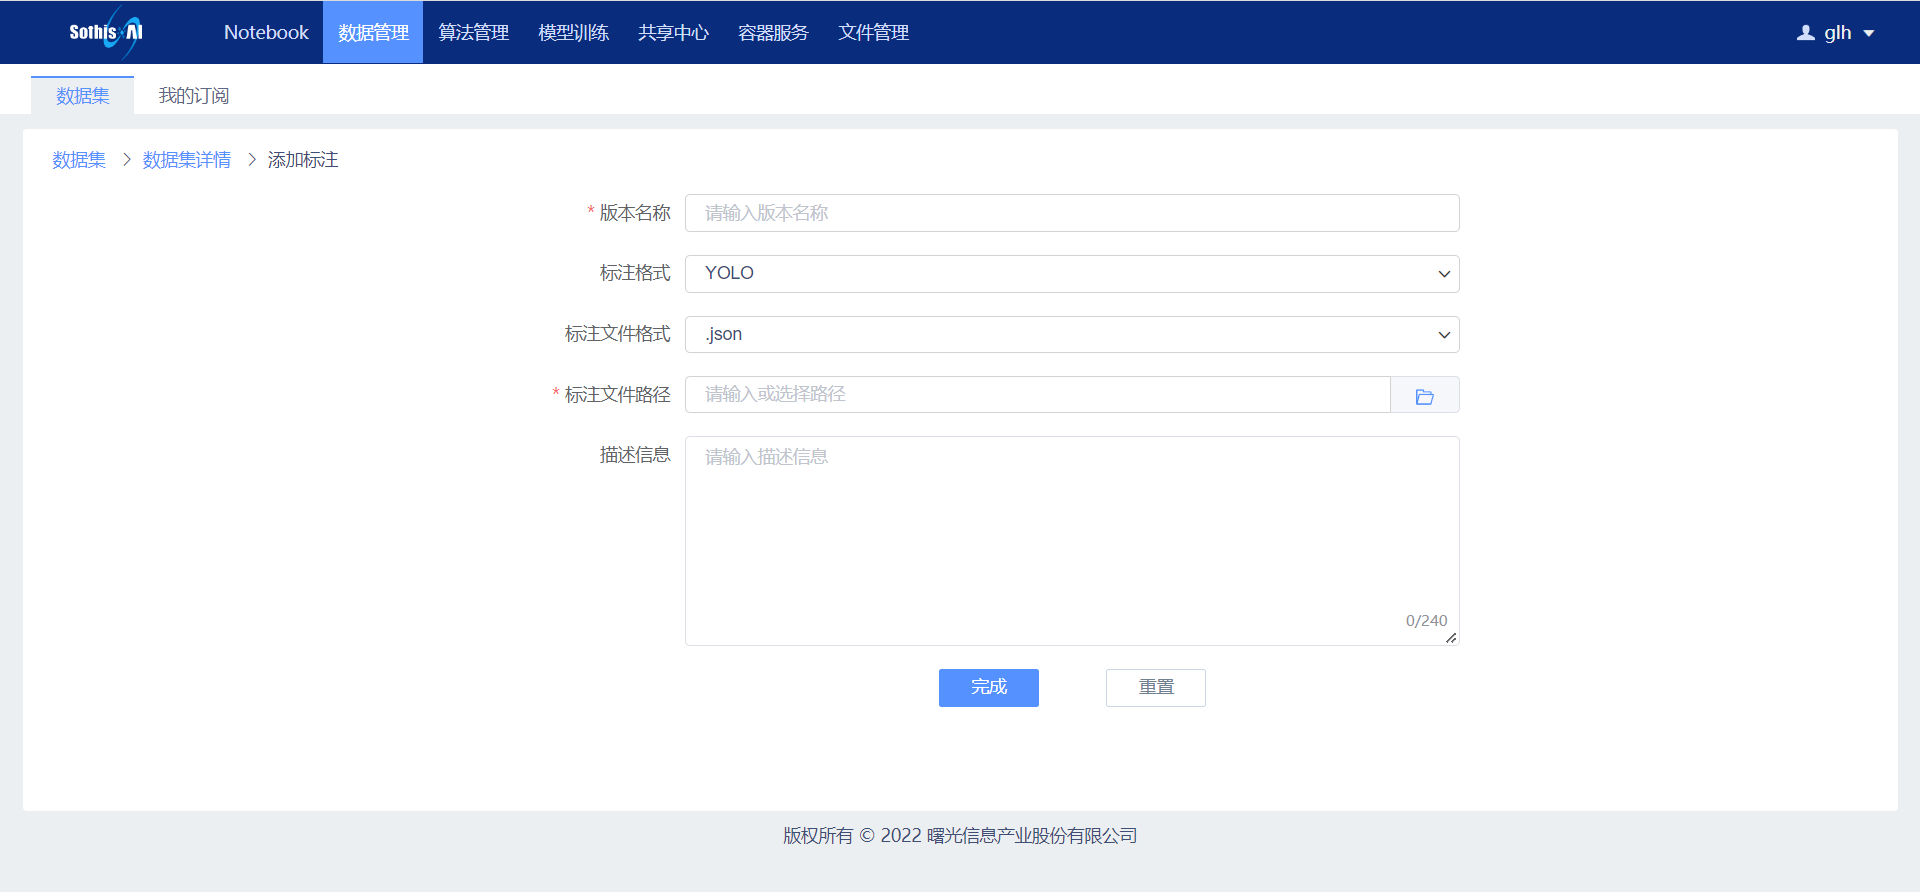 Sothis AI Notebook 数据管理 算法管理 模型训练 共享中心 容器服务 文件管理 glh
数据集 我的订阅
数据集 > 数据集详情 > 添加标注
* 版本名称 请输入版本名称
标注格式 YOLO
标注文件格式 .json
* 标注文件路径 请输入或选择路径
描述信息 请输入描述信息
0/240
完成 重置
版权所有 © 2022 曙光信息产业股份有限公司